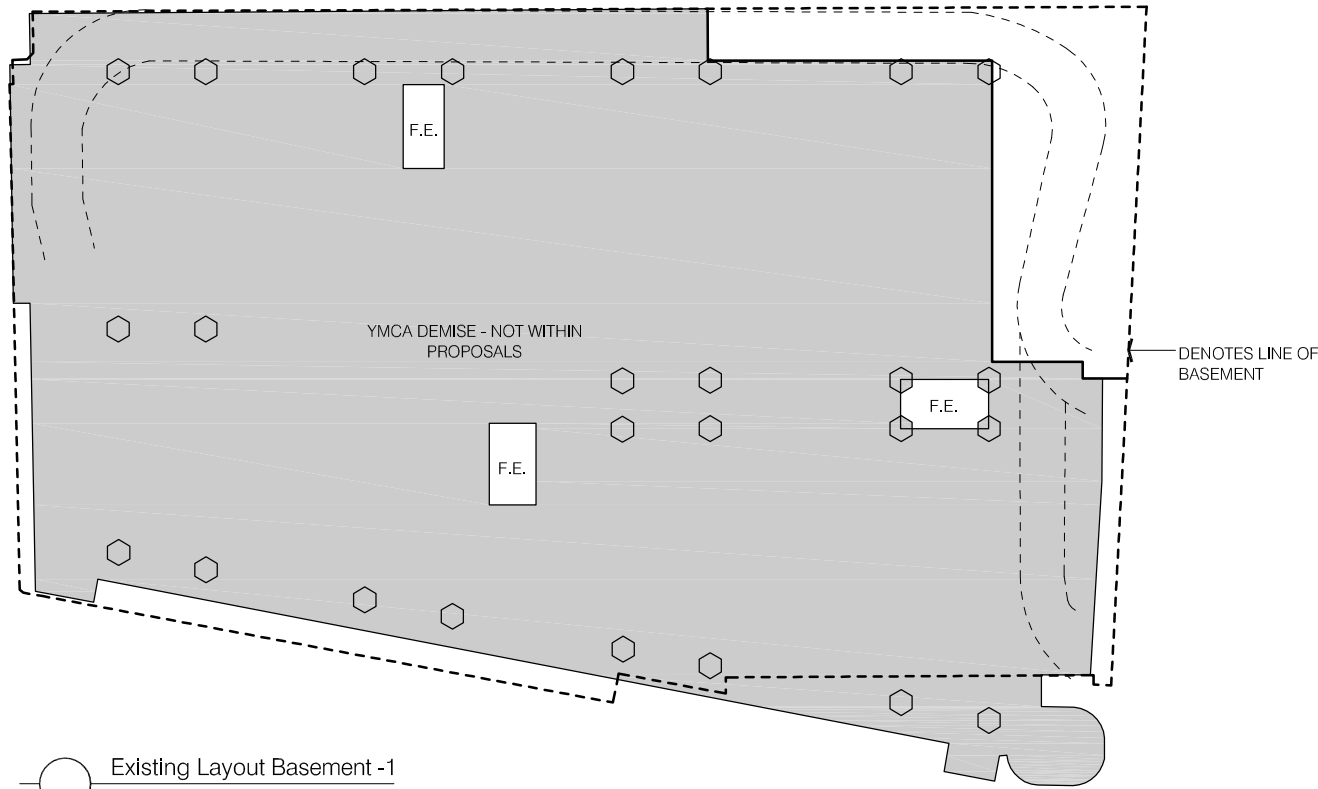 F.E.
YMCA DEMISE - NOT WITHIN
PROPOSALS
DENOTES LINE OF
BASEMENT
F.E.
F.E.
Existing Layout Basement -1